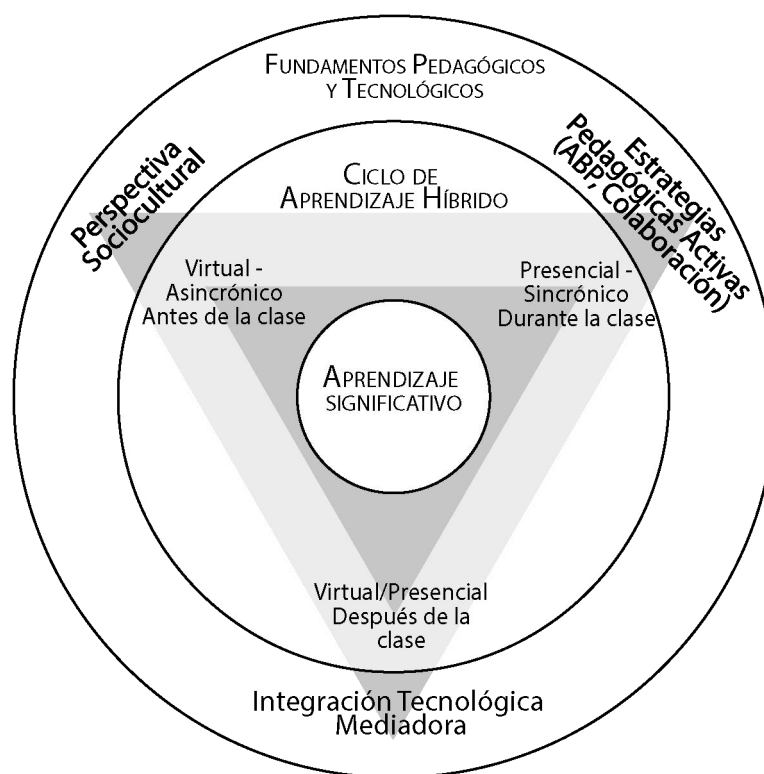 Fundamentos Pedagógicos
y Tecnológicos
Perspectiva
Sociocultural
Estrategias
Pedagógicas Activas
(ABP, Colaboración)
Ciclo de
Aprendizaje Híbrido
Virtual -
Asincrónico
Antes de la clase
Presencial -
Sincrónico
Durante la clase
Aprendizaje
significativo
Virtual/Presencial
Después de la
clase
Integración Tecnológica
Mediadora